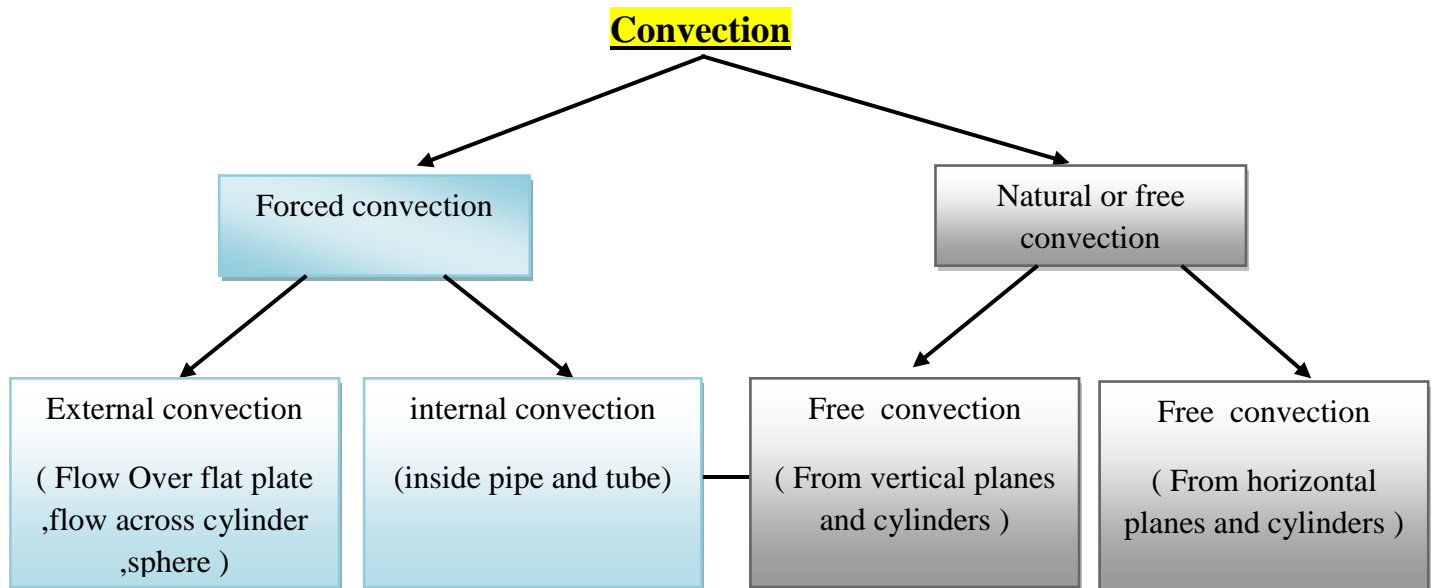 Convection
Forced convection
Natural or free
convection
External convection
( Flow Over flat plate
,flow across cylinder
,sphere )
internal convection
(inside pipe and tube)
Free convection
( From vertical planes
and cylinders )
Free convection
( From horizontal
planes and cylinders )